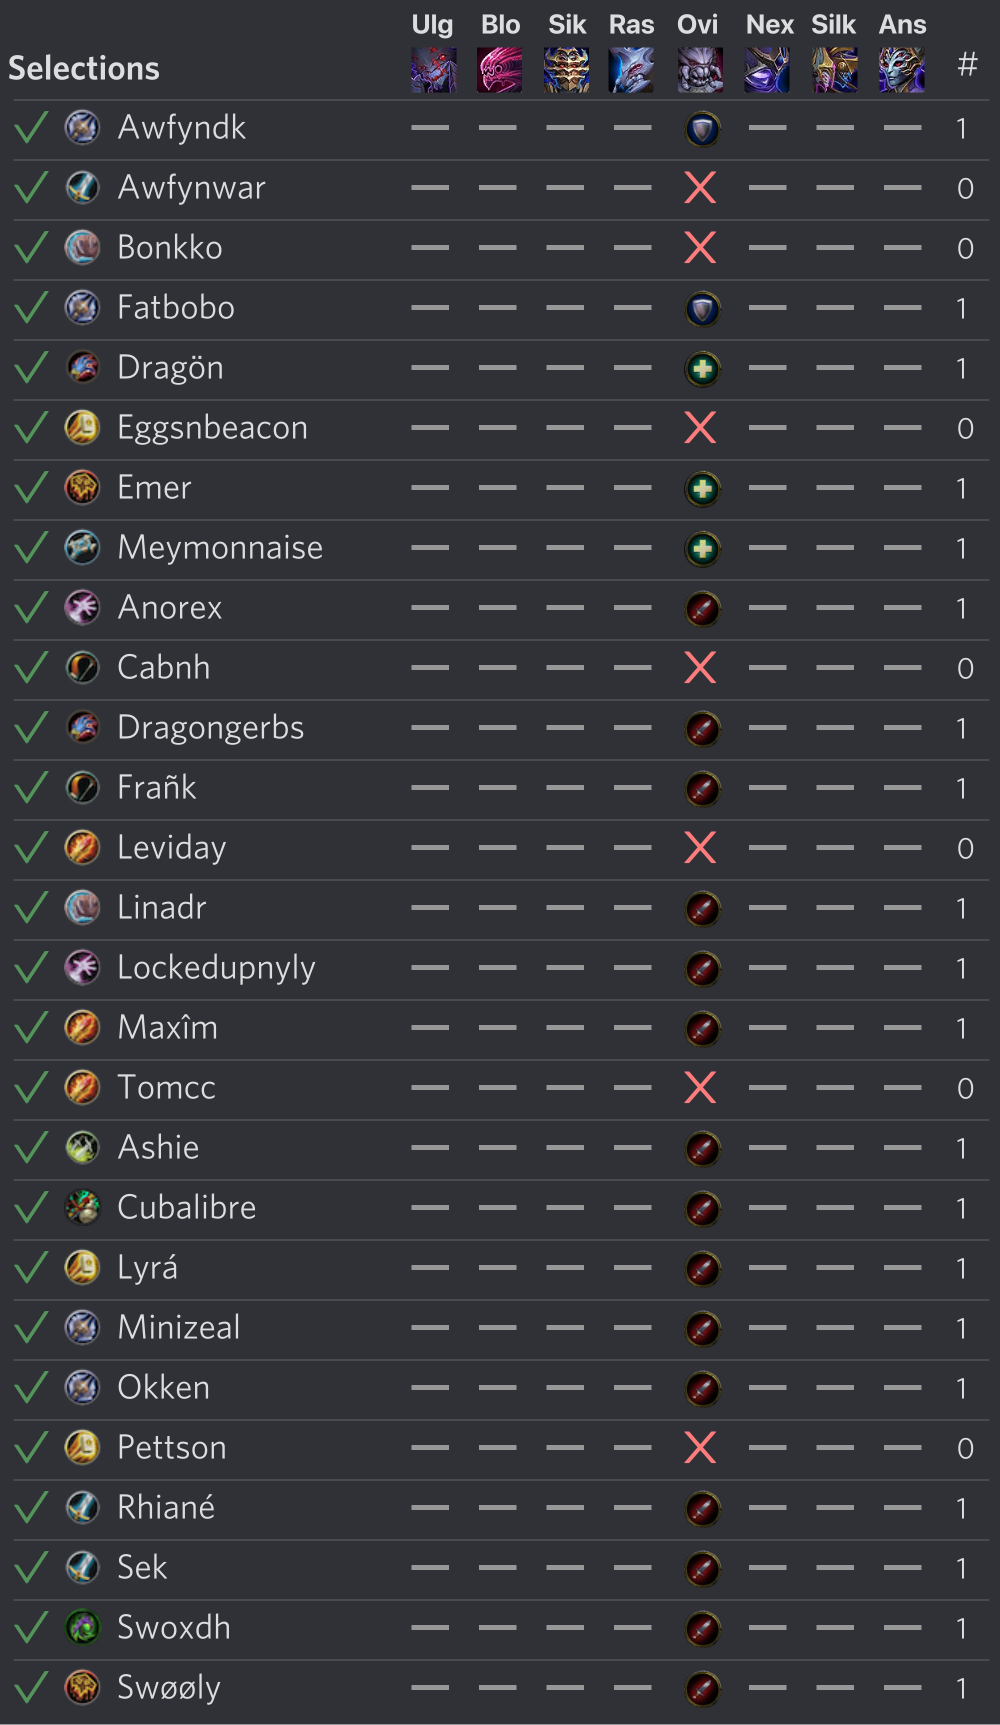 Ulg Blo Sik Ras Ovi Nex Silk Ans
Selections #
Awfyndk 1
Awfynwar 0
Bonkko 0
Fatbobo 1
Dragön 1
Eggsnbeacon 0
Emer 1
Meymonnaise 1
Anorex 1
Cabnh 0
Dragongerbs 1
Frañk 1
Leviday 0
Linadr 1
Lockedupnyly 1
Maxîm 1
Tomcc 0
Ashie 1
Cubalibre 1
Lyrá 1
Minizeal 1
Okken 1
Pettson 0
Rhiané 1
Sek 1
Swoxdh 1
Swøøly 1